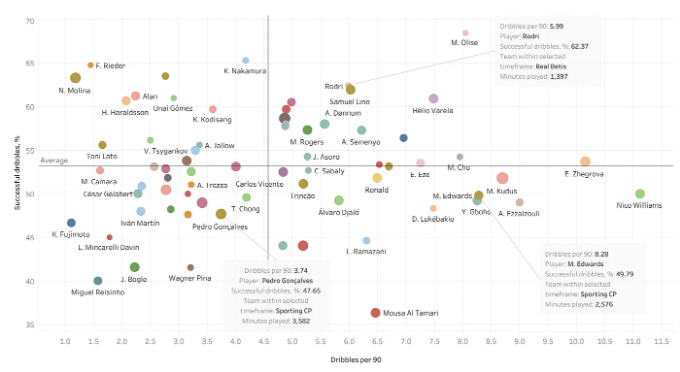 70
65
60
55
50
45
40
35
Successful dribbles, %
Average
1.0 1.5 2.0 2.5 3.0 3.5 4.0 4.5 5.0 5.5 6.0 6.5 7.0 7.5 8.0 8.5 9.0 9.5 10.0 10.5 11.0 11.5
Dribbles per 90
M. Olise
F. Rieder
K. Nakamura
N. Molina
Rodri
Alan
Unai Gómez
Samuel Lino
H. Haraldsson
K. Kodisang
A. Dannum
Hélio Varela
Toni Lato
V. Tsygankov
A. Jallow
M. Rogers
A. Semenyo
J. Asoro
M. Cho
M. Camara
C. Sabaly
E. Eze
E. Zhegrova
César Gelabert
A. Trezza
Carlos Vicente
Trincão
Ronald
M. Edwards
M. Kudus
Iván Martín
T. Chong
Álvaro Djaló
D. Lukébakio
Y. Gboho
A. Ezzalzouli
Nico Williams
K. Fujimoto
Pedro Gonçalves
L. Mincarelli Davin
L. Ramazani
J. Bogle
Wagner Pina
Miguel Reisinho
Mousa Al Tamari
Dribbles per 90: 5.99
Player: Rodri
Successful dribbles, %: 62.37
Team within selected
timeframe: Real Betis
Minutes played: 1,397
Dribbles per 90: 3.74
Player: Pedro Gonçalves
Successful dribbles, %: 47.65
Team within selected
timeframe: Sporting CP
Minutes played: 3,582
Dribbles per 90: 8.28
Player: M. Edwards
Successful dribbles, %: 49.79
Team within selected
timeframe: Sporting CP
Minutes played: 2,576